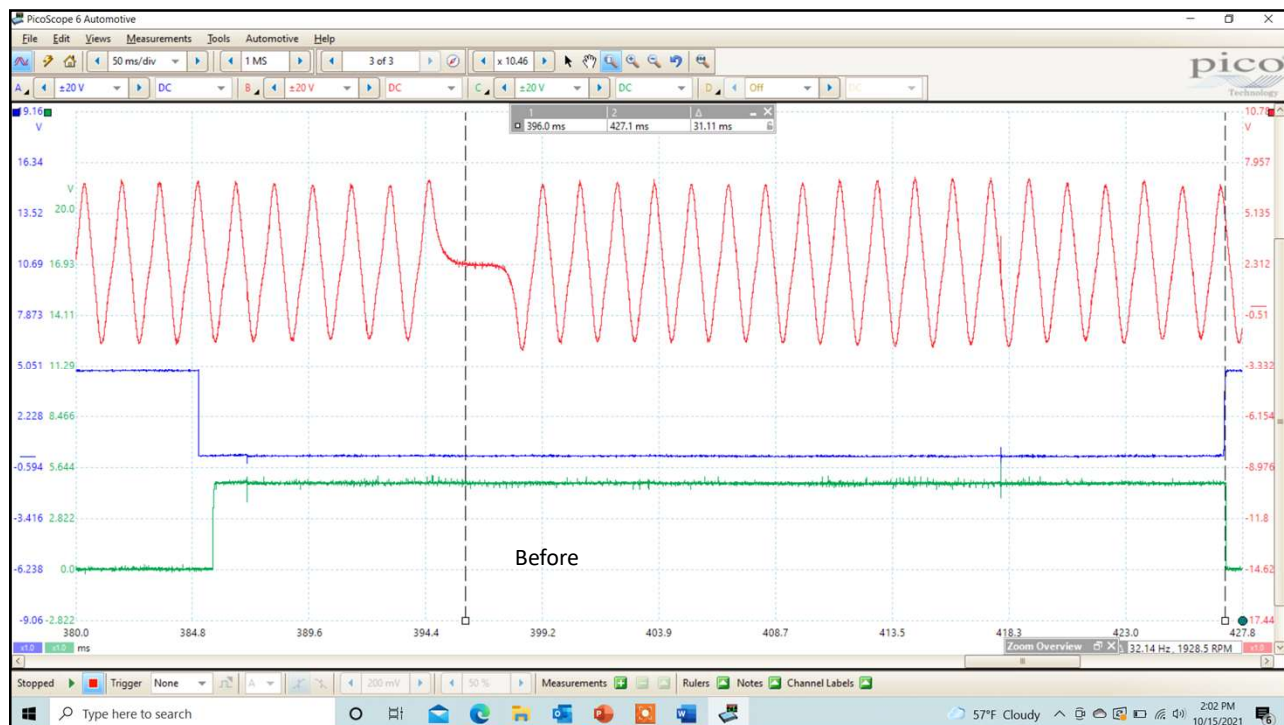 PicoScope 6 Automotive
File Edit Views Measurements Tools Automotive Help
50 ms/div 1 MS 3 of 3 x 10.46
pico
Technology
A ±20 V DC B ±20 V DC C ±20 V DC D Off DC
1 2 Δ
396.0 ms 427.1 ms 31.11 ms
19.16 10.78
V V
16.34 7.957
V
20.0
13.52 5.135
10.69 16.93 2.312
7.873 14.11 -0.51
5.051 11.29 -3.332
2.228 8.466 -6.154
-0.594 5.644 -8.976
-3.416 2.822 -11.8
Before
-6.238 0.0 -14.62
-9.06 -2.822 -17.44
380.0 384.8 389.6 394.4 399.2 403.9 408.7 413.5 418.3 423.0 427.8
x1.0 x1.0 ms Zoom Overview 32.14 Hz, 1928.5 RPM x1.0
Stopped Trigger None A 200 mV 50 % Measurements Rulers Notes Channel Labels
Type here to search 57°F Cloudy 2:02 PM
10/15/2021